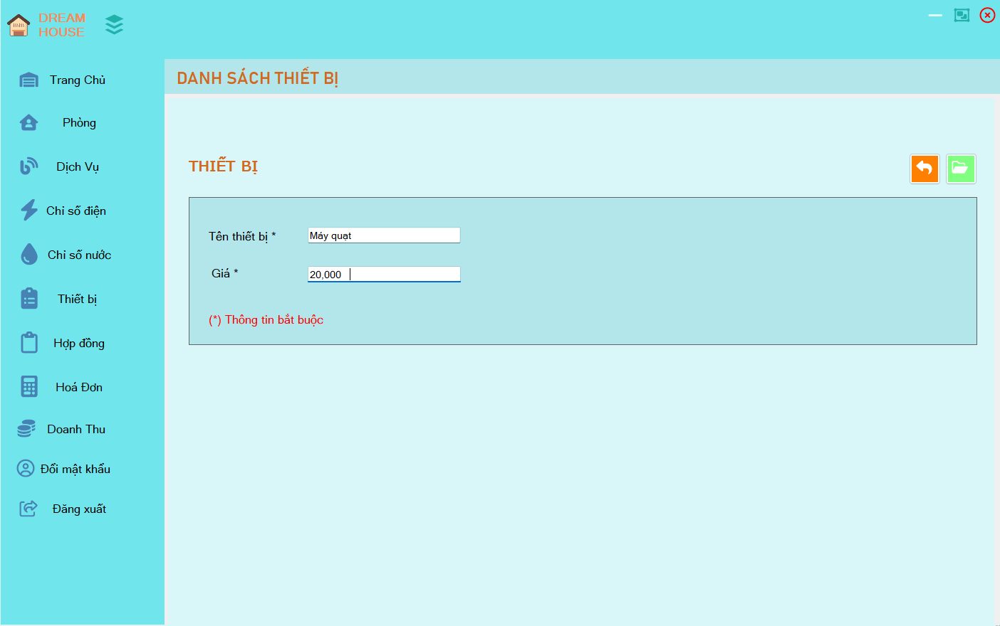 DREAM
HOUSE
Trang Chủ
Phòng
Dịch Vụ
Chỉ số điện
Chỉ số nước
Thiết bị
Hợp đồng
Hoá Đơn
Doanh Thu
Đổi mật khẩu
Đăng xuất
DANH SÁCH THIẾT BỊ
THIẾT BỊ
Tên thiết bị * Máy quạt
Giá * 20,000
(*) Thông tin bắt buộc